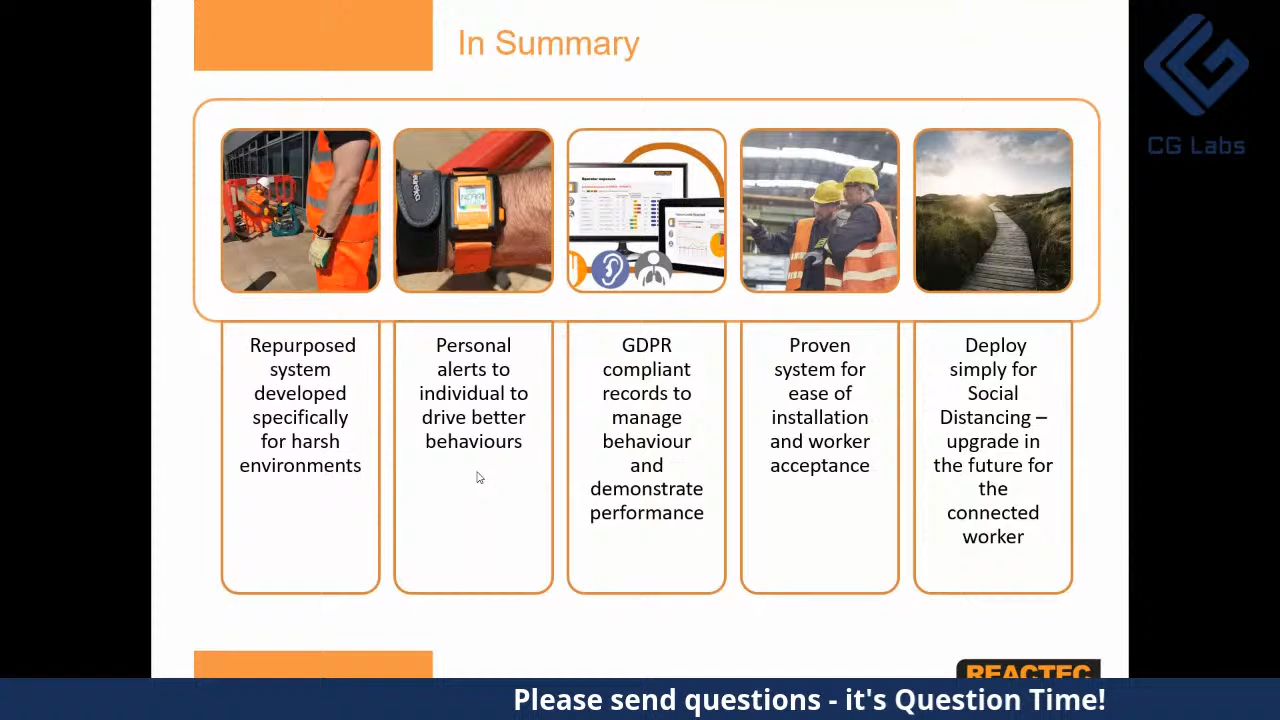 In Summary
CG Labs
REACTEC
Repurposed
system
developed
specifically
for harsh
environments
Personal
alerts to
individual to
drive better
behaviours
GDPR
compliant
records to
manage
behaviour
and
demonstrate
performance
Proven
system for
ease of
installation
and worker
acceptance
Deploy
simply for
Social
Distancing –
upgrade in
the future for
the
connected
worker
REACTEC
Please send questions - it's Question Time!